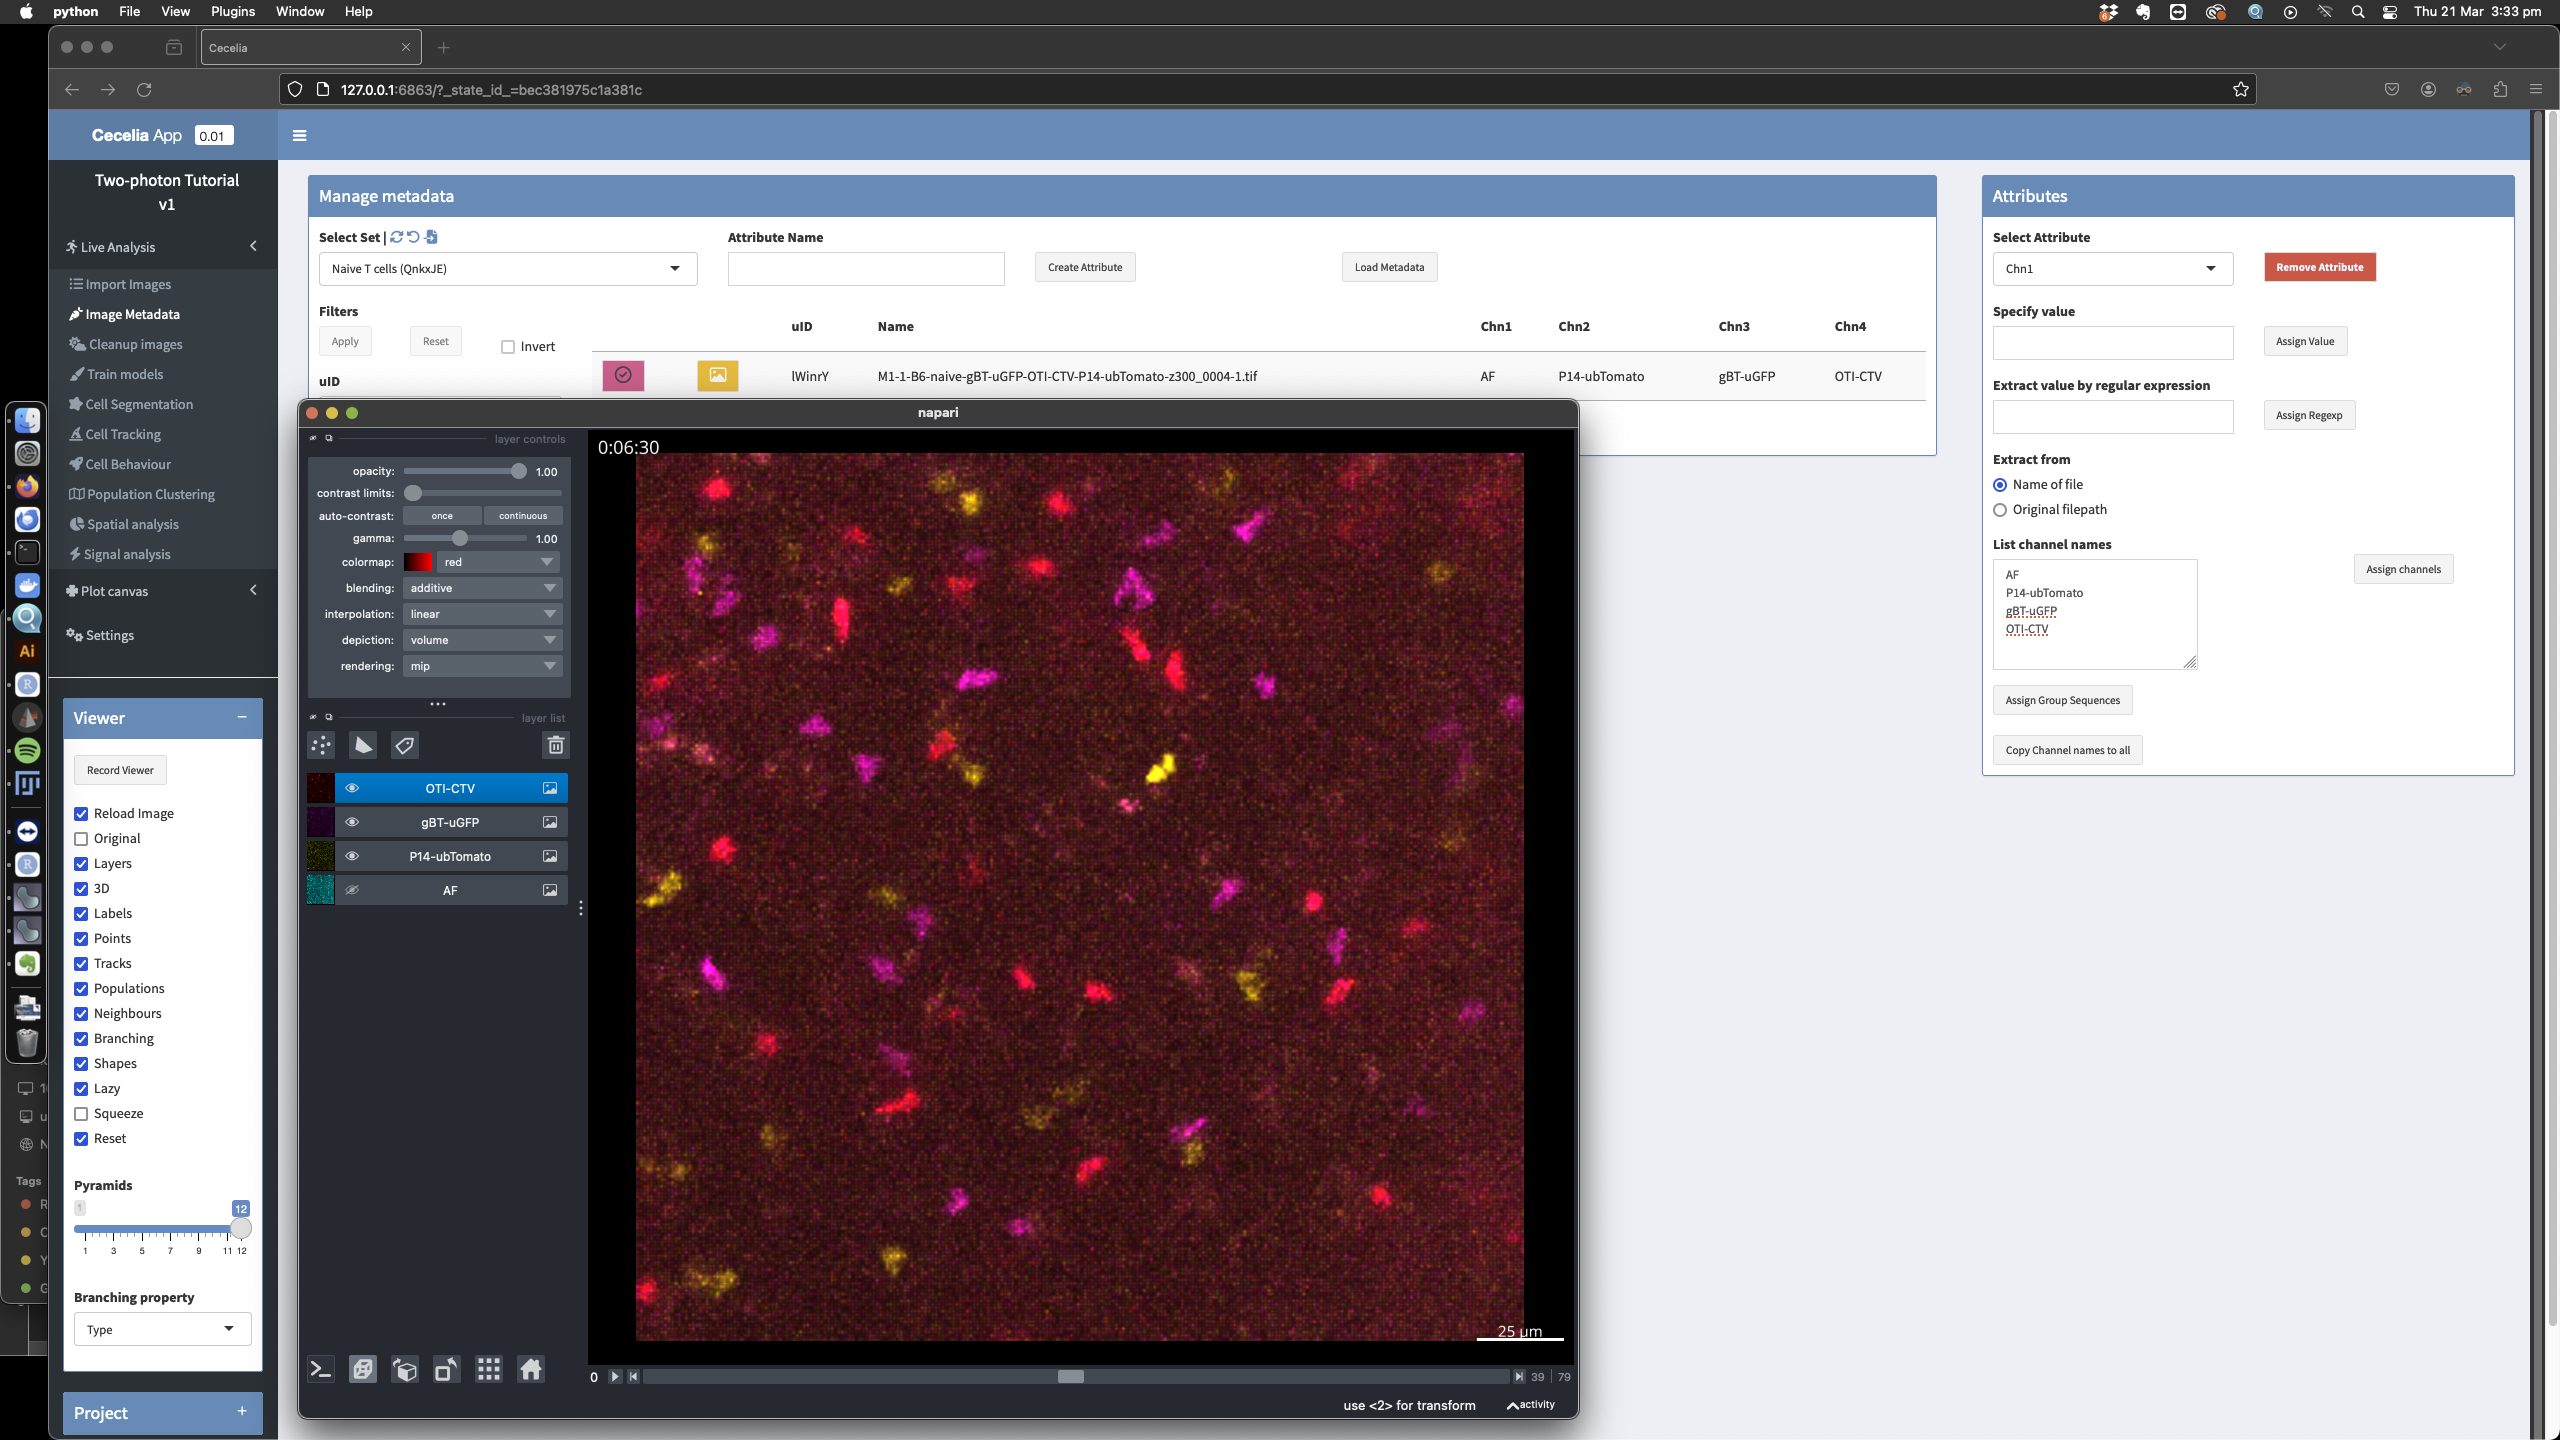 python File View Plugins Window Help
Thu 21 Mar 3:33 pm
Cecelia
127.0.0.1:6863/?_state_id_=bec381975c1a381c
Cecelia App 0.01
Two-photon Tutorial
v1
Live Analysis
Import Images
Image Metadata
Cleanup images
Train models
Cell Segmentation
Cell Tracking
Cell Behaviour
Population Clustering
Spatial analysis
Signal analysis
Plot canvas
Settings
Viewer
Record Viewer
Reload Image
Original
Layers
3D
Labels
Points
Tracks
Populations
Neighbours
Branching
Shapes
Lazy
Squeeze
Reset
Pyramids
1 12
1 3 5 7 9 11 12
Branching property
Type
Project
Tags
Ai
Manage metadata
Select Set |
Attribute Name
Naive T cells (QnkxJE)
Create Attribute
Load Metadata
Filters
Apply Reset Invert
uID
uID Name Chn1 Chn2 Chn3 Chn4
lWinrY M1-1-B6-naive-gBT-uGFP-OTI-CTV-P14-ubTomato-z300_0004-1.tif AF P14-ubTomato gBT-uGFP OTI-CTV
napari
layer controls
opacity: 1.00
contrast limits:
auto-contrast: once continuous
gamma: 1.00
colormap: red
blending: additive
interpolation: linear
depiction: volume
rendering: mip
layer list
OTI-CTV
gBT-uGFP
P14-ubTomato
AF
0:06:30
25 µm
0 39 79
use <2> for transform activity
Attributes
Select Attribute
Chn1
Remove Attribute
Specify value
Assign Value
Extract value by regular expression
Assign Regexp
Extract from
Name of file
Original filepath
List channel names
AF
P14-ubTomato
gBT-uGFP
OTI-CTV
Assign channels
Assign Group Sequences
Copy Channel names to all